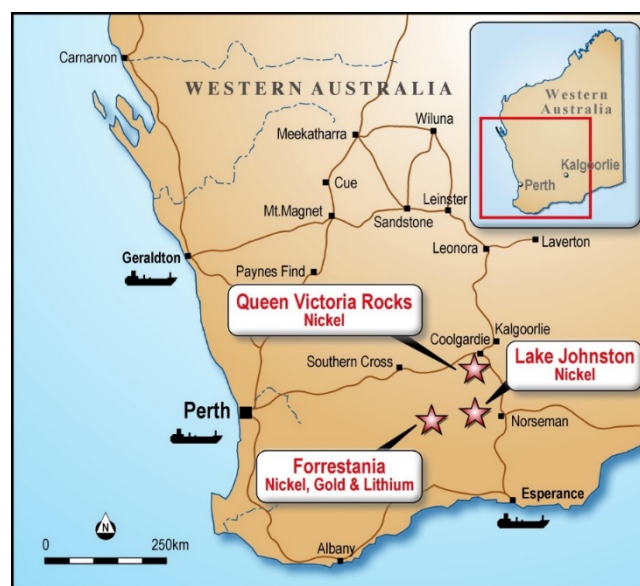 Carnarvon
WESTERN AUSTRALIA
Western
Australia
Kalgoorlie
Perth
Wiluna
Meekatharra
Cue
Leinster
Mt.Magnet
Sandstone
Laverton
Leonora
Geraldton
Paynes Find
Queen Victoria Rocks
Nickel
Kalgoorlie
Coolgardie
Southern Cross
Lake Johnston
Nickel
Perth
Norseman
Forrestania
Nickel, Gold & Lithium
Esperance
N
0 250km
Albany